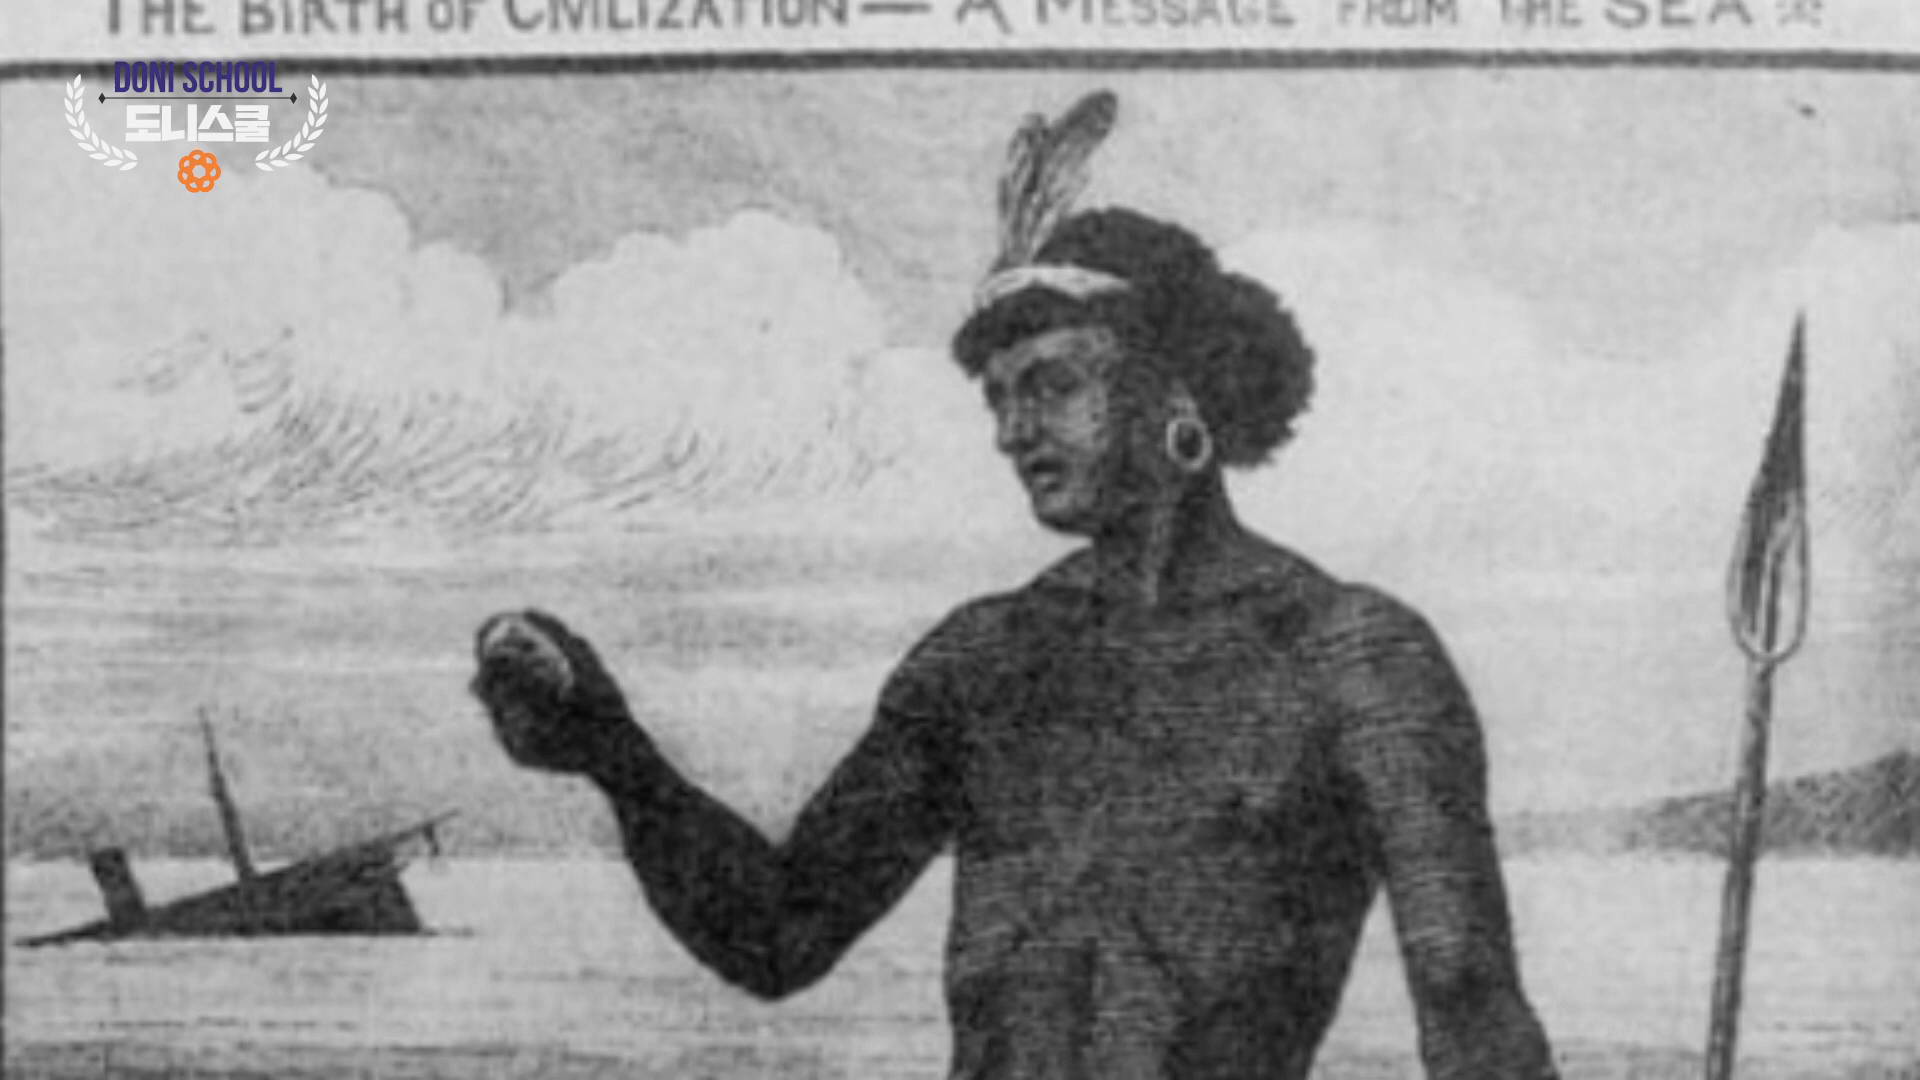 THE BIRTH OF CIVILIZATION — A MESSAGE FROM THE SEA
DONI SCHOOL
도니스쿨